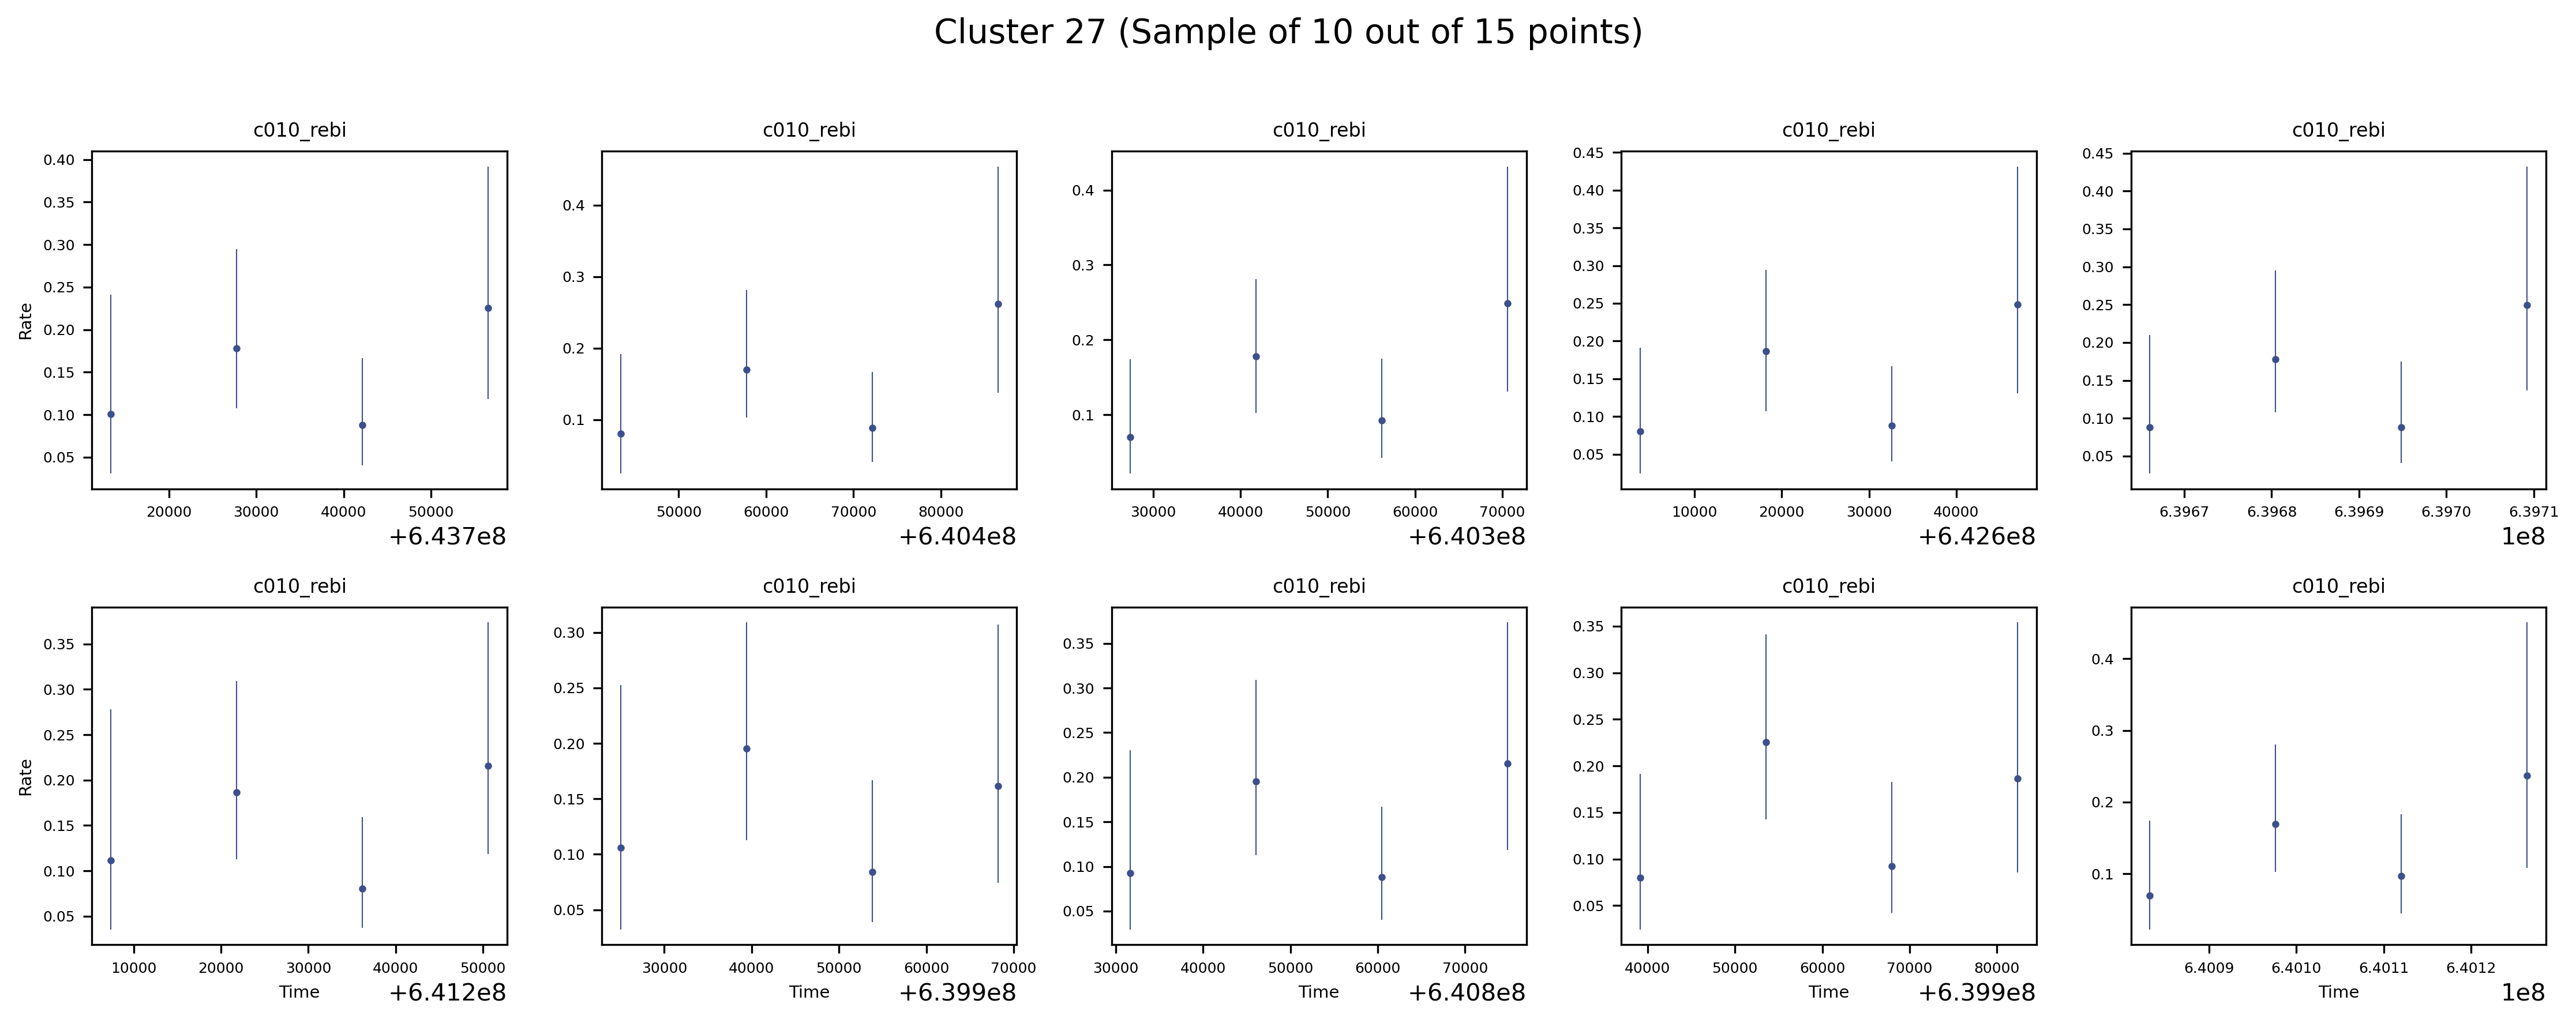 Cluster 27 (Sample of 10 out of 15 points)
c010_rebi
c010_rebi
c010_rebi
c010_rebi
c010_rebi
Rate
0.40
0.35
0.30
0.25
0.20
0.15
0.10
0.05
20000 30000 40000 50000
+6.437e8
0.4
0.3
0.2
0.1
50000 60000 70000 80000
+6.404e8
0.4
0.3
0.2
0.1
30000 40000 50000 60000 70000
+6.403e8
0.45
0.40
0.35
0.30
0.25
0.20
0.15
0.10
0.05
10000 20000 30000 40000
+6.426e8
0.45
0.40
0.35
0.30
0.25
0.20
0.15
0.10
0.05
6.3967 6.3968 6.3969 6.3970 6.3971
1e8
c010_rebi
c010_rebi
c010_rebi
c010_rebi
c010_rebi
Rate
0.35
0.30
0.25
0.20
0.15
0.10
0.05
10000 20000 30000 40000 50000
Time
+6.412e8
0.30
0.25
0.20
0.15
0.10
0.05
30000 40000 50000 60000 70000
Time
+6.399e8
0.35
0.30
0.25
0.20
0.15
0.10
0.05
30000 40000 50000 60000 70000
Time
+6.408e8
0.35
0.30
0.25
0.20
0.15
0.10
0.05
40000 50000 60000 70000 80000
Time
+6.399e8
0.4
0.3
0.2
0.1
6.4009 6.4010 6.4011 6.4012
Time
1e8